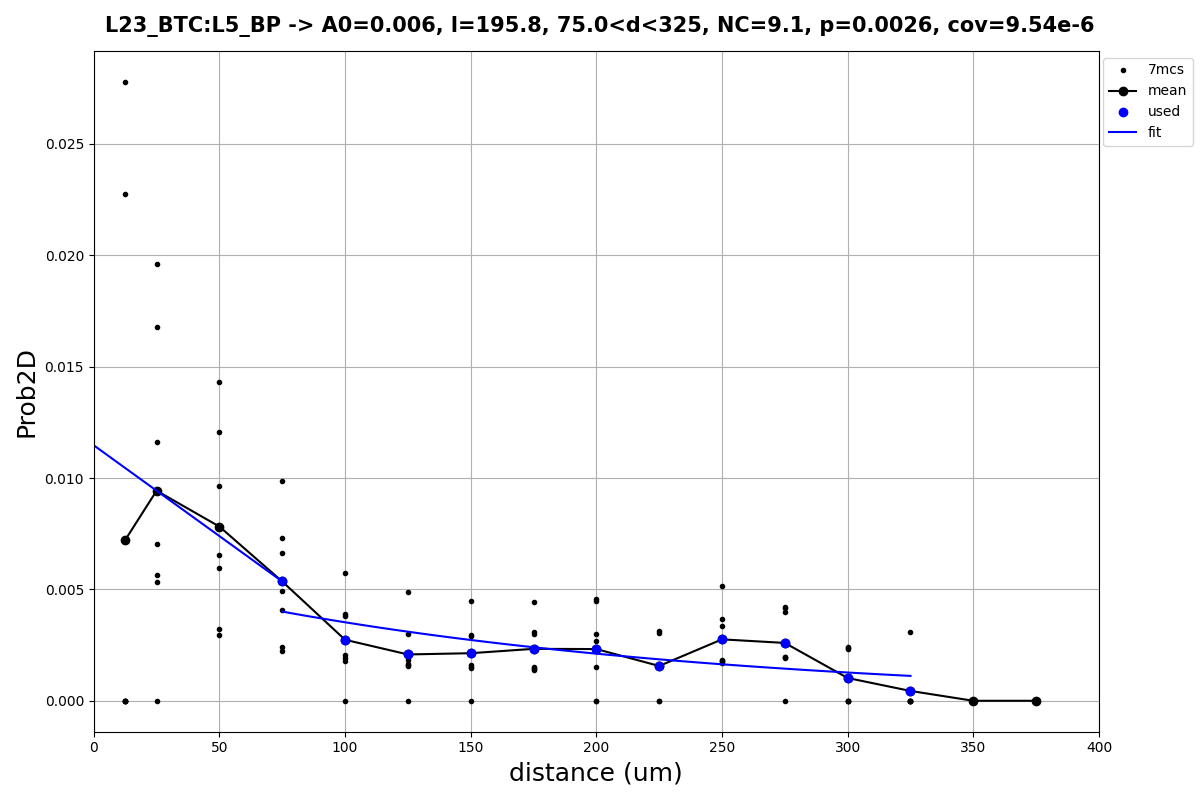 L23_BTC:L5_BP -> A0=0.006, l=195.8, 75.0<d<325, NC=9.1, p=0.0026, cov=9.54e-6
7mcs
mean
used
fit
Prob2D
0.025
0.020
0.015
0.010
0.005
0.000
0 50 100 150 200 250 300 350 400
distance (um)